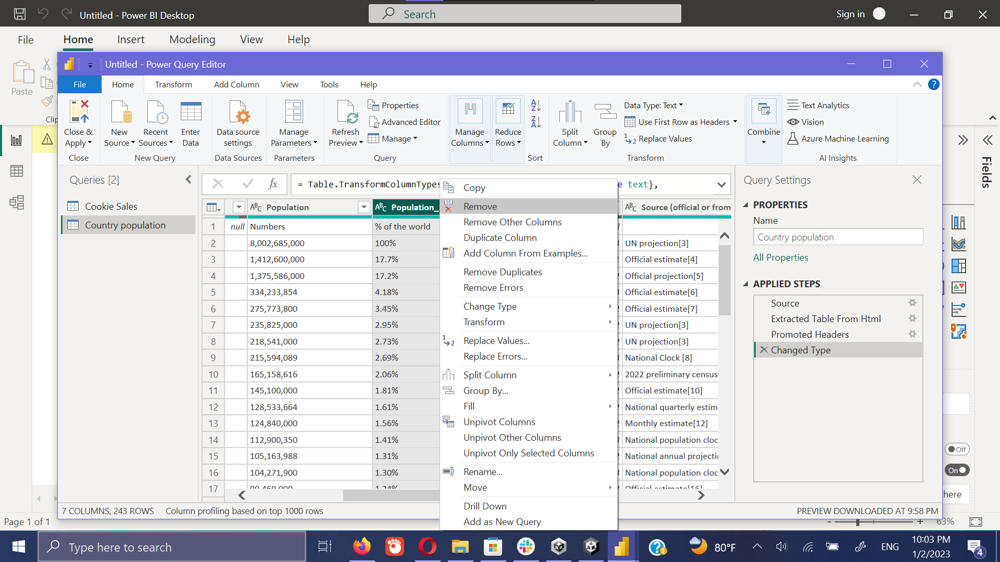 Untitled - Power BI Desktop
Search
Sign in
File Home Insert Modeling View Help
Paste
Untitled - Power Query Editor
File Home Transform Add Column View Tools Help
Close & Apply
Close
New Source
Recent Sources
Enter Data
New Query
Data source settings
Data Sources
Manage Parameters
Parameters
Refresh Preview
Properties
Advanced Editor
Manage
Query
Manage Columns
Reduce Rows
A Z
Z A
Sort
Split Column
Group By
Data Type: Text
Use First Row as Headers
1 2 Replace Values
Transform
Combine
Text Analytics
Vision
Azure Machine Learning
AI Insights
Fields
Queries [2]
Cookie Sales
Country population
fx
= Table.TransformColumnTypes
e text},
ABC Population
ABC Population_
ABC Source (official or from
1 null Numbers % of the world
2 8,002,685,000 100% UN projection[3]
3 1,412,600,000 17.7% Official estimate[4]
4 1,375,586,000 17.2% Official projection[5]
5 334,233,854 4.18% Official estimate[6]
6 275,773,800 3.45% Official estimate[7]
7 235,825,000 2.95% UN projection[3]
8 218,541,000 2.73% UN projection[3]
9 215,594,089 2.69% National Clock [8]
10 165,158,616 2.06% 2022 preliminary census
11 145,100,000 1.81% Official estimate[10]
12 128,533,664 1.61% National quarterly estim
13 124,840,000 1.56% Monthly estimate[12]
14 112,900,350 1.41% National population cloc
15 105,163,988 1.31% National annual projecti
16 104,271,900 1.30% National population cloc
17 99,460,000 1.24% Official estimate[16]
Copy
Remove
Remove Other Columns
Duplicate Column
Add Column From Examples...
Remove Duplicates
Remove Errors
Change Type
Transform
1 2 Replace Values...
Replace Errors...
Split Column
Group By...
Fill
Unpivot Columns
Unpivot Other Columns
Unpivot Only Selected Columns
Rename...
Move
Drill Down
Add as New Query
Query Settings
PROPERTIES
Name
Country population
All Properties
APPLIED STEPS
Source
Extracted Table From Html
Promoted Headers
Changed Type
Off
On
here
7 COLUMNS, 243 ROWS Column profiling based on top 1000 rows
PREVIEW DOWNLOADED AT 9:58 PM
Page 1 of 1
63%
Type here to search
80°F
ENG
10:03 PM
1/2/2023
4